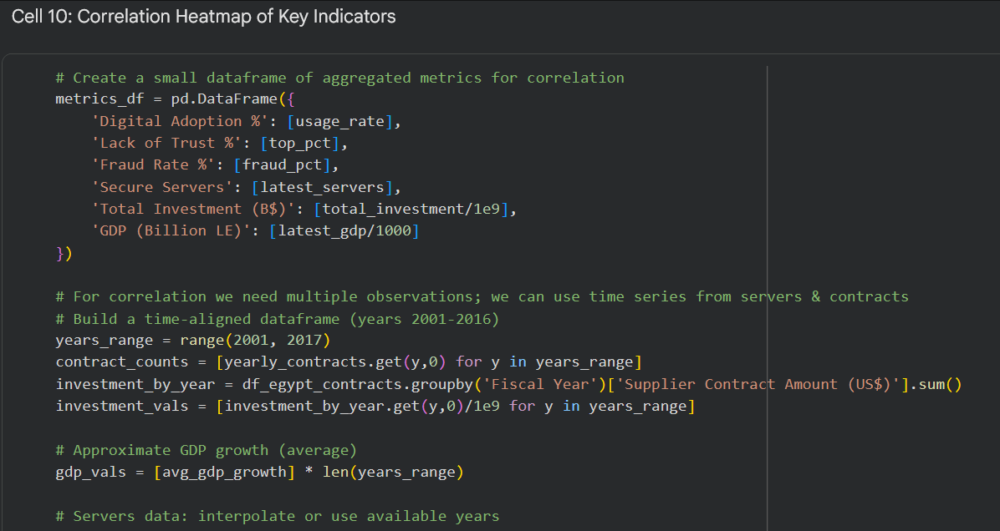 Cell 10: Correlation Heatmap of Key Indicators
# Create a small dataframe of aggregated metrics for correlation
metrics_df = pd.DataFrame({
    'Digital Adoption %': [usage_rate],
    'Lack of Trust %': [top_pct],
    'Fraud Rate %': [fraud_pct],
    'Secure Servers': [latest_servers],
    'Total Investment (B$)': [total_investment/1e9],
    'GDP (Billion LE)': [latest_gdp/1000]
})
# For correlation we need multiple observations; we can use time series from servers & contracts
# Build a time-aligned dataframe (years 2001-2016)
years_range = range(2001, 2017)
contract_counts = [yearly_contracts.get(y,0) for y in years_range]
investment_by_year = df_egypt_contracts.groupby('Fiscal Year')['Supplier Contract Amount (US$)'].sum()
investment_vals = [investment_by_year.get(y,0)/1e9 for y in years_range]
# Approximate GDP growth (average)
gdp_vals = [avg_gdp_growth] * len(years_range)
# Servers data: interpolate or use available years